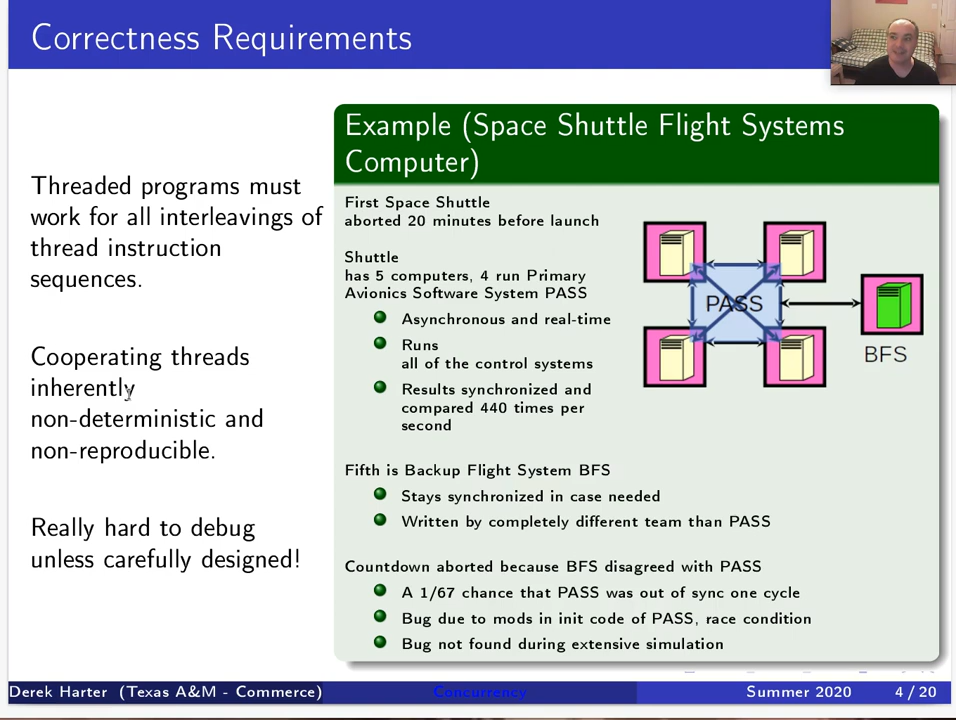 Correctness Requirements
Threaded programs must
work for all interleavings of
thread instruction
sequences.
Cooperating threads
inherently
non-deterministic and
non-reproducible.
Really hard to debug
unless carefully designed!
Example (Space Shuttle Flight Systems
Computer)
First Space Shuttle
aborted 20 minutes before launch
Shuttle
has 5 computers, 4 run Primary
Avionics Software System PASS
Asynchronous and real-time
Runs
all of the control systems
Results synchronized and
compared 440 times per
second
PASS
BFS
Fifth is Backup Flight System BFS
Stays synchronized in case needed
Written by completely different team than PASS
Countdown aborted because BFS disagreed with PASS
A 1/67 chance that PASS was out of sync one cycle
Bug due to mods in init code of PASS, race condition
Bug not found during extensive simulation
Derek Harter (Texas A&M - Commerce)
Concurrency
Summer 2020
4 / 20